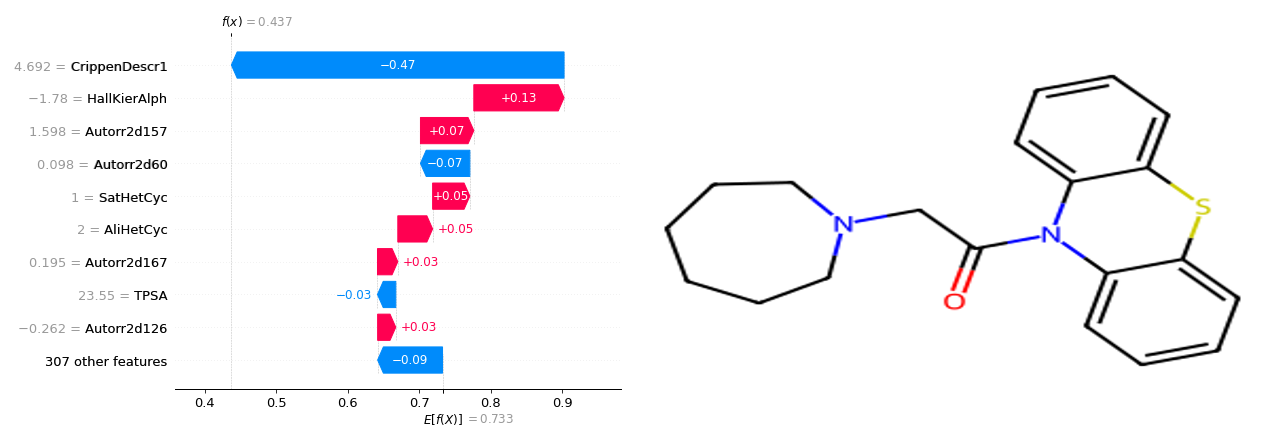 f(x) = 0.437
4.692 = CrippenDescr1
−0.47
−1.78 = HallKierAlph
+0.13
1.598 = Autorr2d157
+0.07
0.098 = Autorr2d60
−0.07
1 = SatHetCyc
+0.05
2 = AliHetCyc
+0.05
0.195 = Autorr2d167
+0.03
23.55 = TPSA
−0.03
−0.262 = Autorr2d126
+0.03
307 other features
−0.09
0.4 0.5 0.6 0.7 0.8 0.9
E[f(X)] = 0.733
N
O
N
S